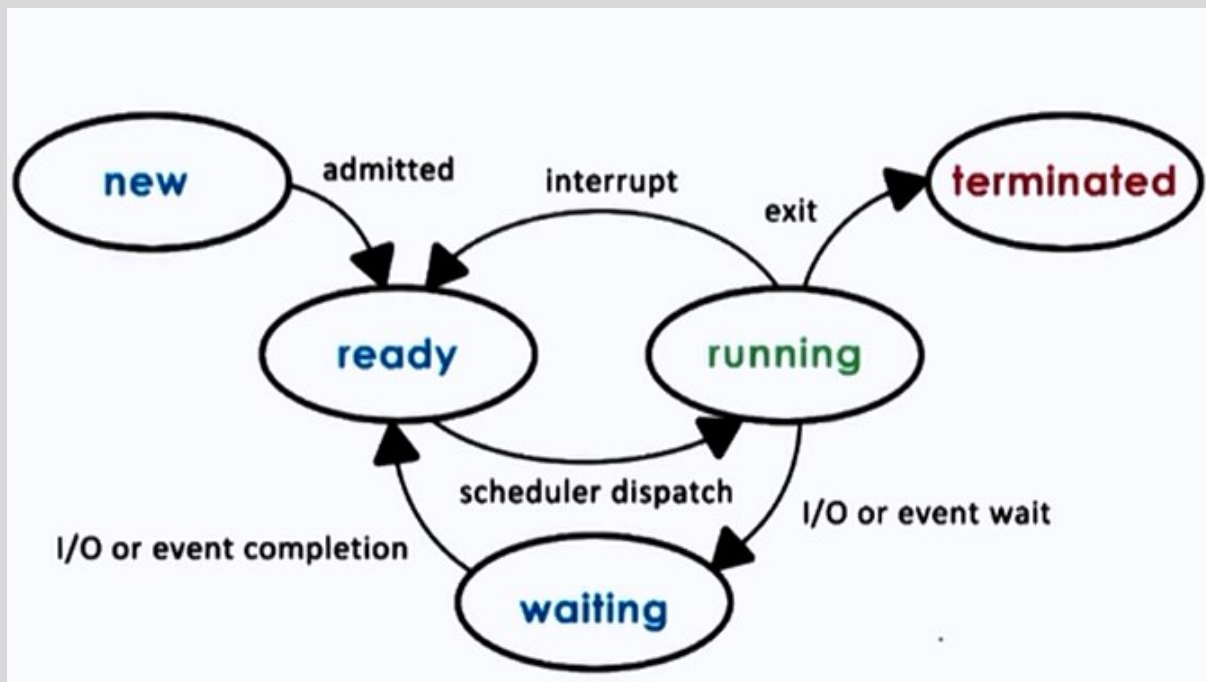 new
admitted
interrupt
exit
terminated
ready
running
scheduler dispatch
I/O or event wait
I/O or event completion
waiting